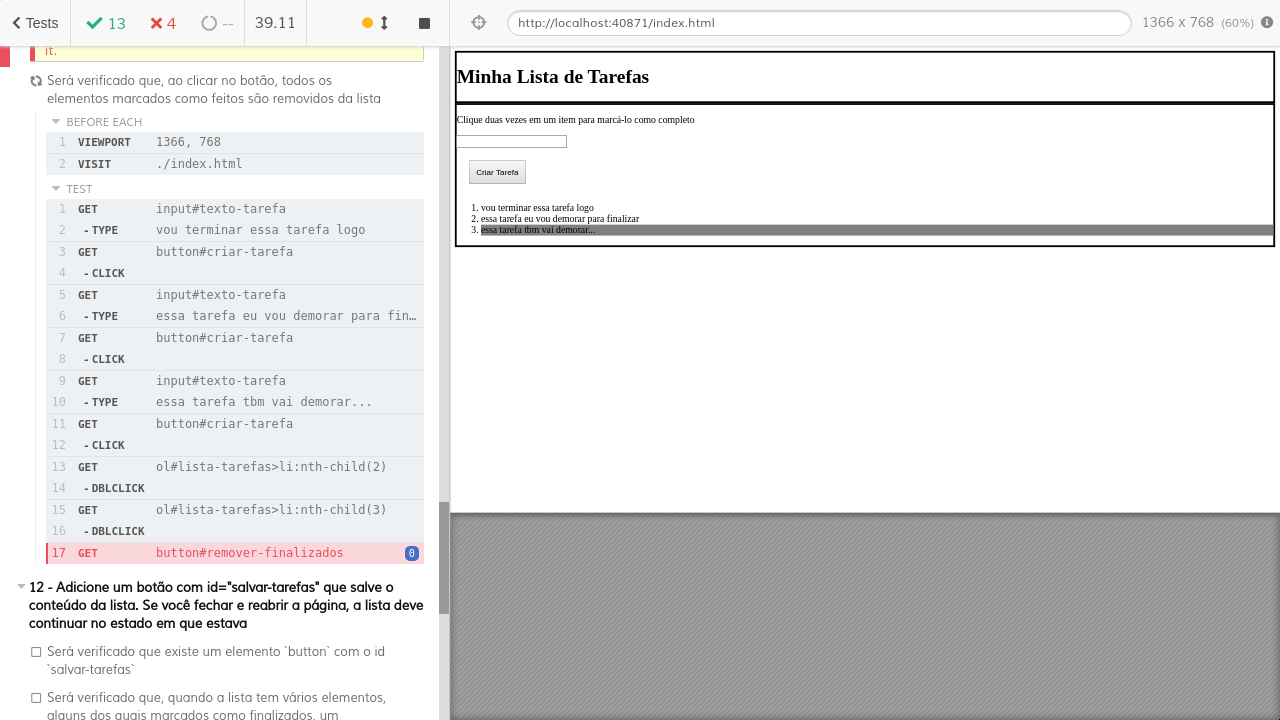 Tests 13 4 -- 39.11
http://localhost:40871/index.html 1366 x 768 (60%)
it.
Será verificado que, ao clicar no botão, todos os
elementos marcados como feitos são removidos da lista
BEFORE EACH
1 VIEWPORT 1366, 768
2 VISIT ./index.html
TEST
1 GET input#texto-tarefa
2 -TYPE vou terminar essa tarefa logo
3 GET button#criar-tarefa
4 -CLICK
5 GET input#texto-tarefa
6 -TYPE essa tarefa eu vou demorar para fin…
7 GET button#criar-tarefa
8 -CLICK
9 GET input#texto-tarefa
10 -TYPE essa tarefa tbm vai demorar...
11 GET button#criar-tarefa
12 -CLICK
13 GET ol#lista-tarefas>li:nth-child(2)
14 -DBLCLICK
15 GET ol#lista-tarefas>li:nth-child(3)
16 -DBLCLICK
17 GET button#remover-finalizados 0
12 - Adicione um botão com id="salvar-tarefas" que salve o
conteúdo da lista. Se você fechar e reabrir a página, a lista deve
continuar no estado em que estava
Será verificado que existe um elemento `button` com o id
`salvar-tarefas`
Será verificado que, quando a lista tem vários elementos,
alguns dos quais marcados como finalizados, um
Minha Lista de Tarefas
Clique duas vezes em um item para marcá-lo como completo
Criar Tarefa
1. vou terminar essa tarefa logo
2. essa tarefa eu vou demorar para finalizar
3. essa tarefa tbm vai demorar...